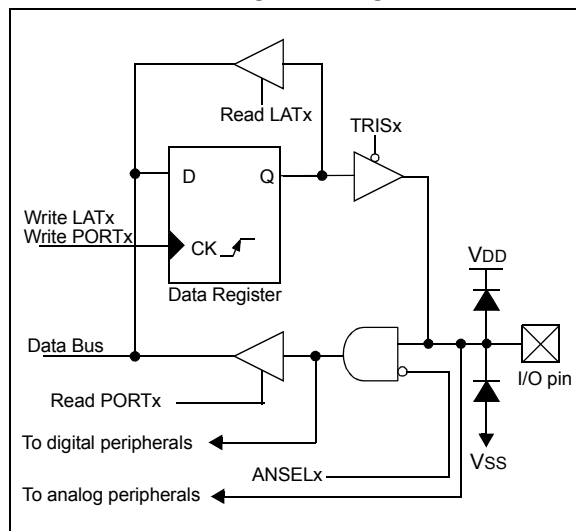 Read LATx
TRISx
D
Q
Write LATx
Write PORTx
CK
VDD
Data Register
Data Bus
I/O pin
Read PORTx
To digital peripherals
VSS
ANSELx
To analog peripherals